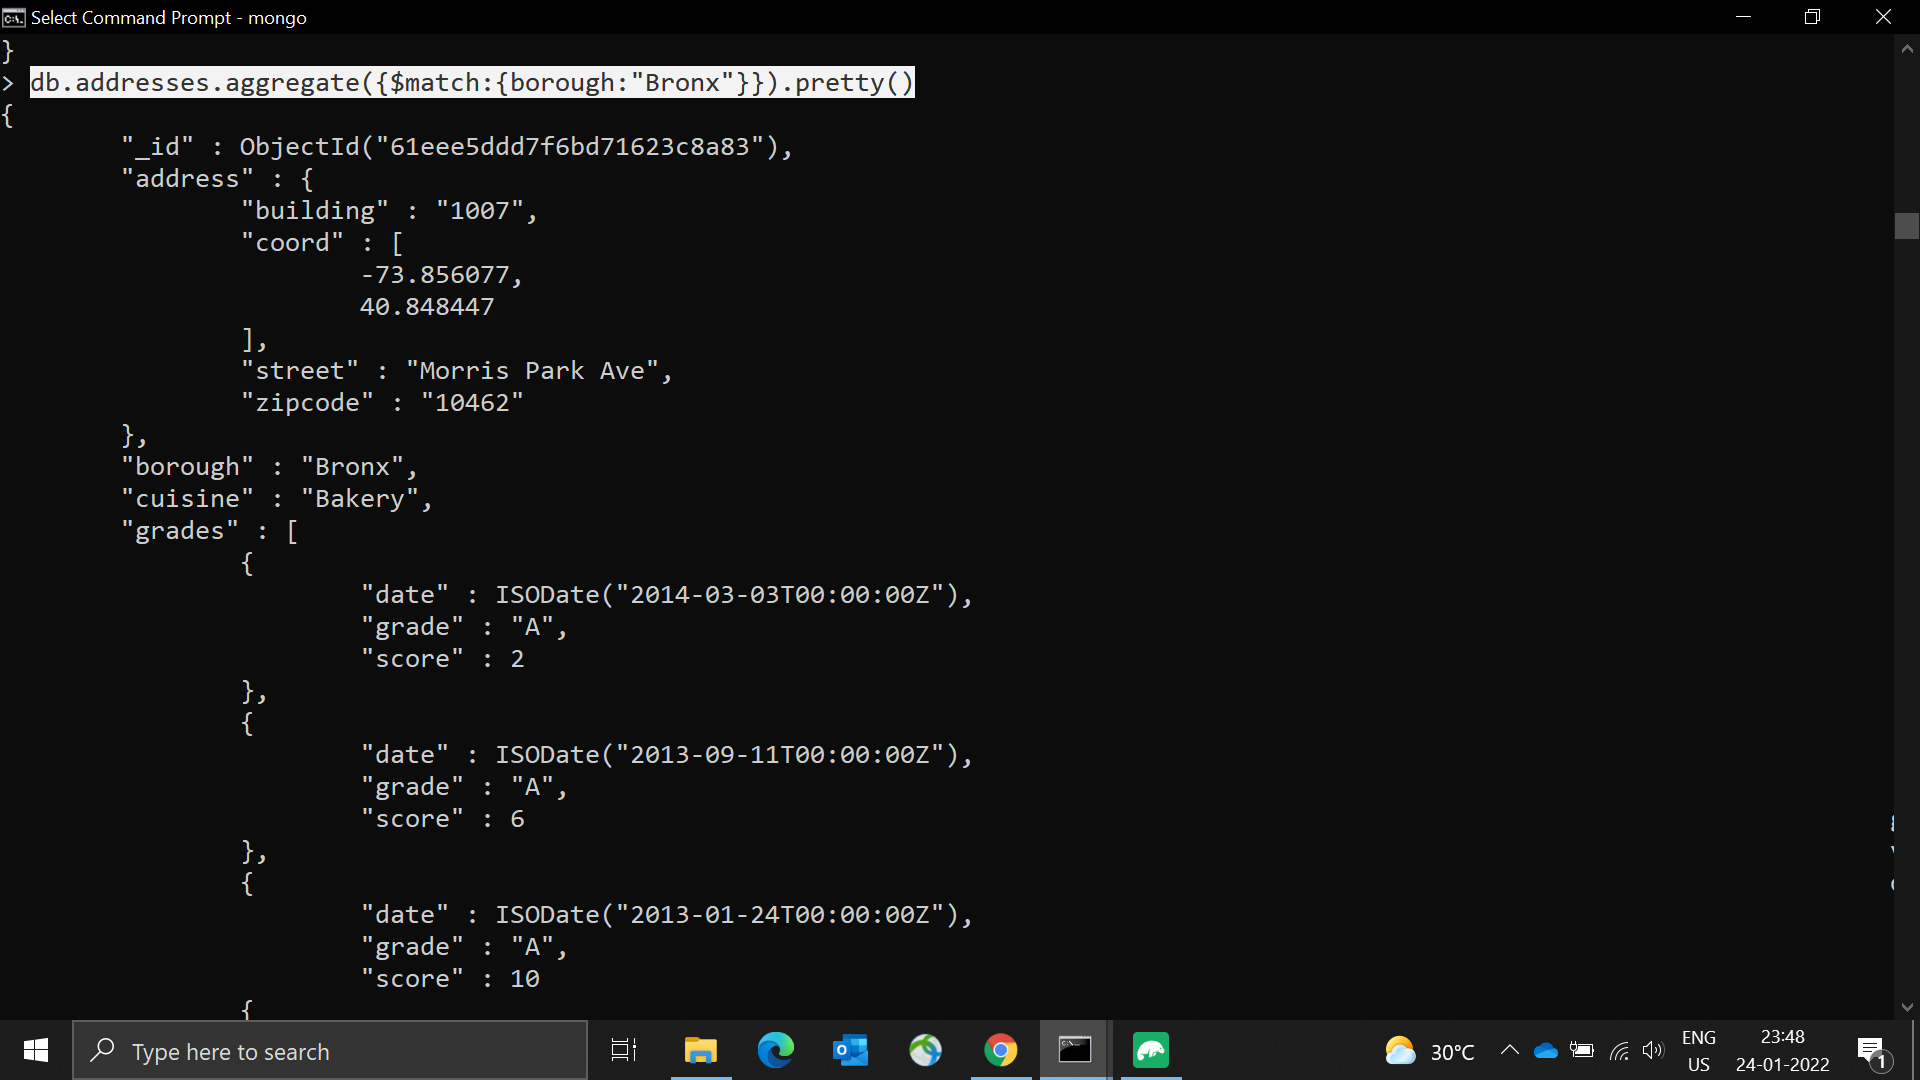 Select Command Prompt - mongo
}
> db.addresses.aggregate({$match:{borough:"Bronx"}}).pretty()
{
"_id" : ObjectId("61eee5ddd7f6bd71623c8a83"),
"address" : {
"building" : "1007",
"coord" : [
-73.856077,
40.848447
],
"street" : "Morris Park Ave",
"zipcode" : "10462"
},
"borough" : "Bronx",
"cuisine" : "Bakery",
"grades" : [
{
"date" : ISODate("2014-03-03T00:00:00Z"),
"grade" : "A",
"score" : 2
},
{
"date" : ISODate("2013-09-11T00:00:00Z"),
"grade" : "A",
"score" : 6
},
{
"date" : ISODate("2013-01-24T00:00:00Z"),
"grade" : "A",
"score" : 10
{
Type here to search
30°C
ENG
US
23:48
24-01-2022
1